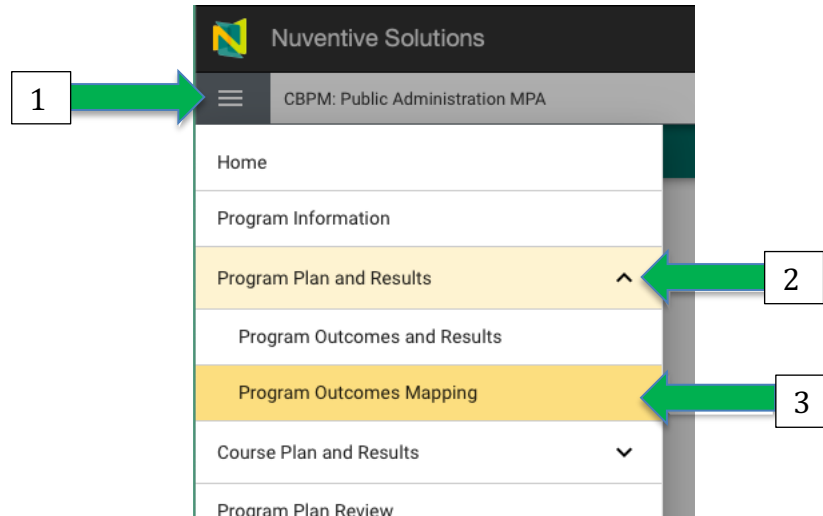 Nuventive Solutions
1
CBPM: Public Administration MPA
Home
Program Information
Program Plan and Results
2
Program Outcomes and Results
Program Outcomes Mapping
3
Course Plan and Results
Program Plan Review